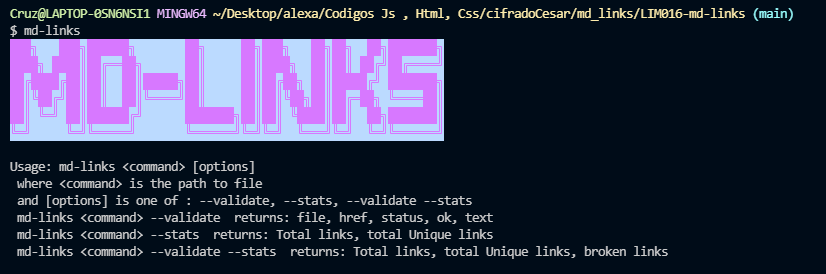 Cruz@LAPTOP-0SN6NSI1 MINGW64 ~/Desktop/alexa/Codigos Js , Html, Css/cifradoCesar/md_links/LIM016-md-links (main)
$ md-links
MD-LINKS
Usage: md-links <command> [options]
where <command> is the path to file
and [options] is one of : --validate, --stats, --validate --stats
md-links <command> --validate  returns: file, href, status, ok, text
md-links <command> --stats  returns: Total links, total Unique links
md-links <command> --validate --stats  returns: Total links, total Unique links, broken links